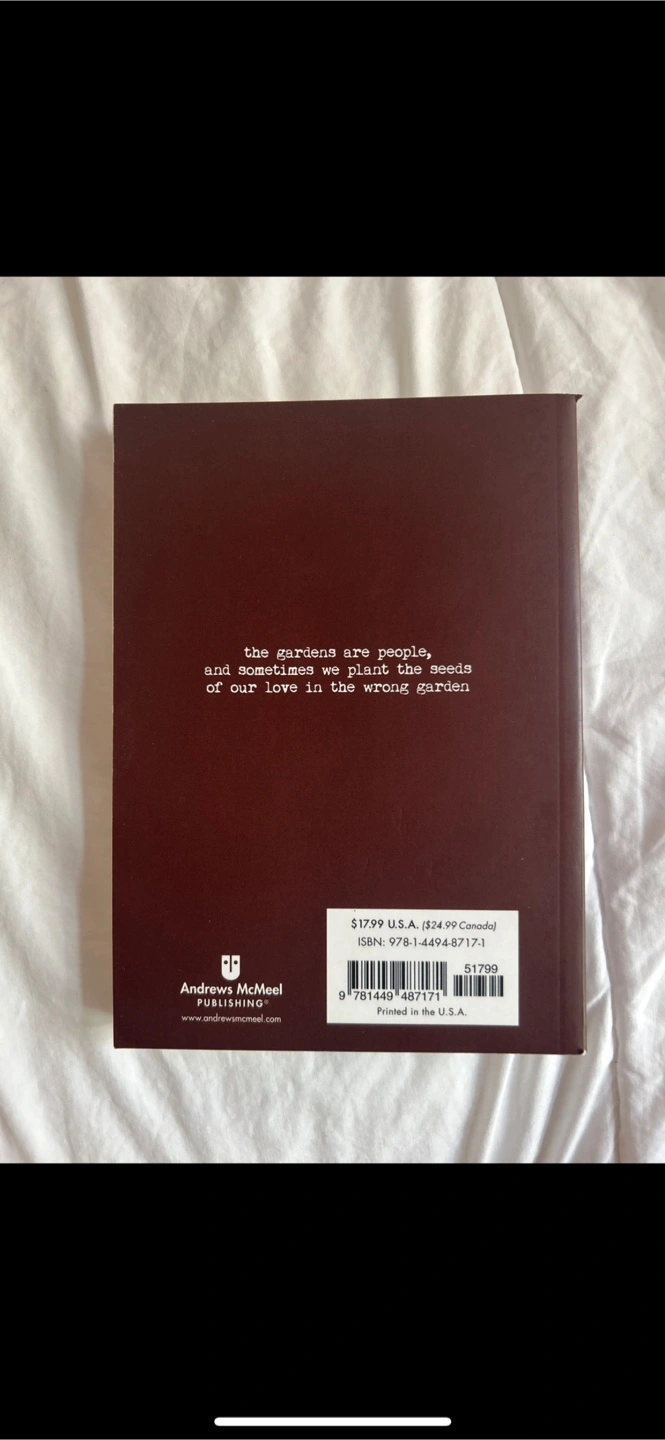 the gardens are people,
and sometimes we plant the seeds
of our love in the wrong garden
Andrews McMeel
PUBLISHING®
www.andrewsmcmeel.com
$17.99 U.S.A. ($24.99 Canada)
ISBN: 978-1-4494-8717-1
51799
9 781449 487171
Printed in the U.S.A.